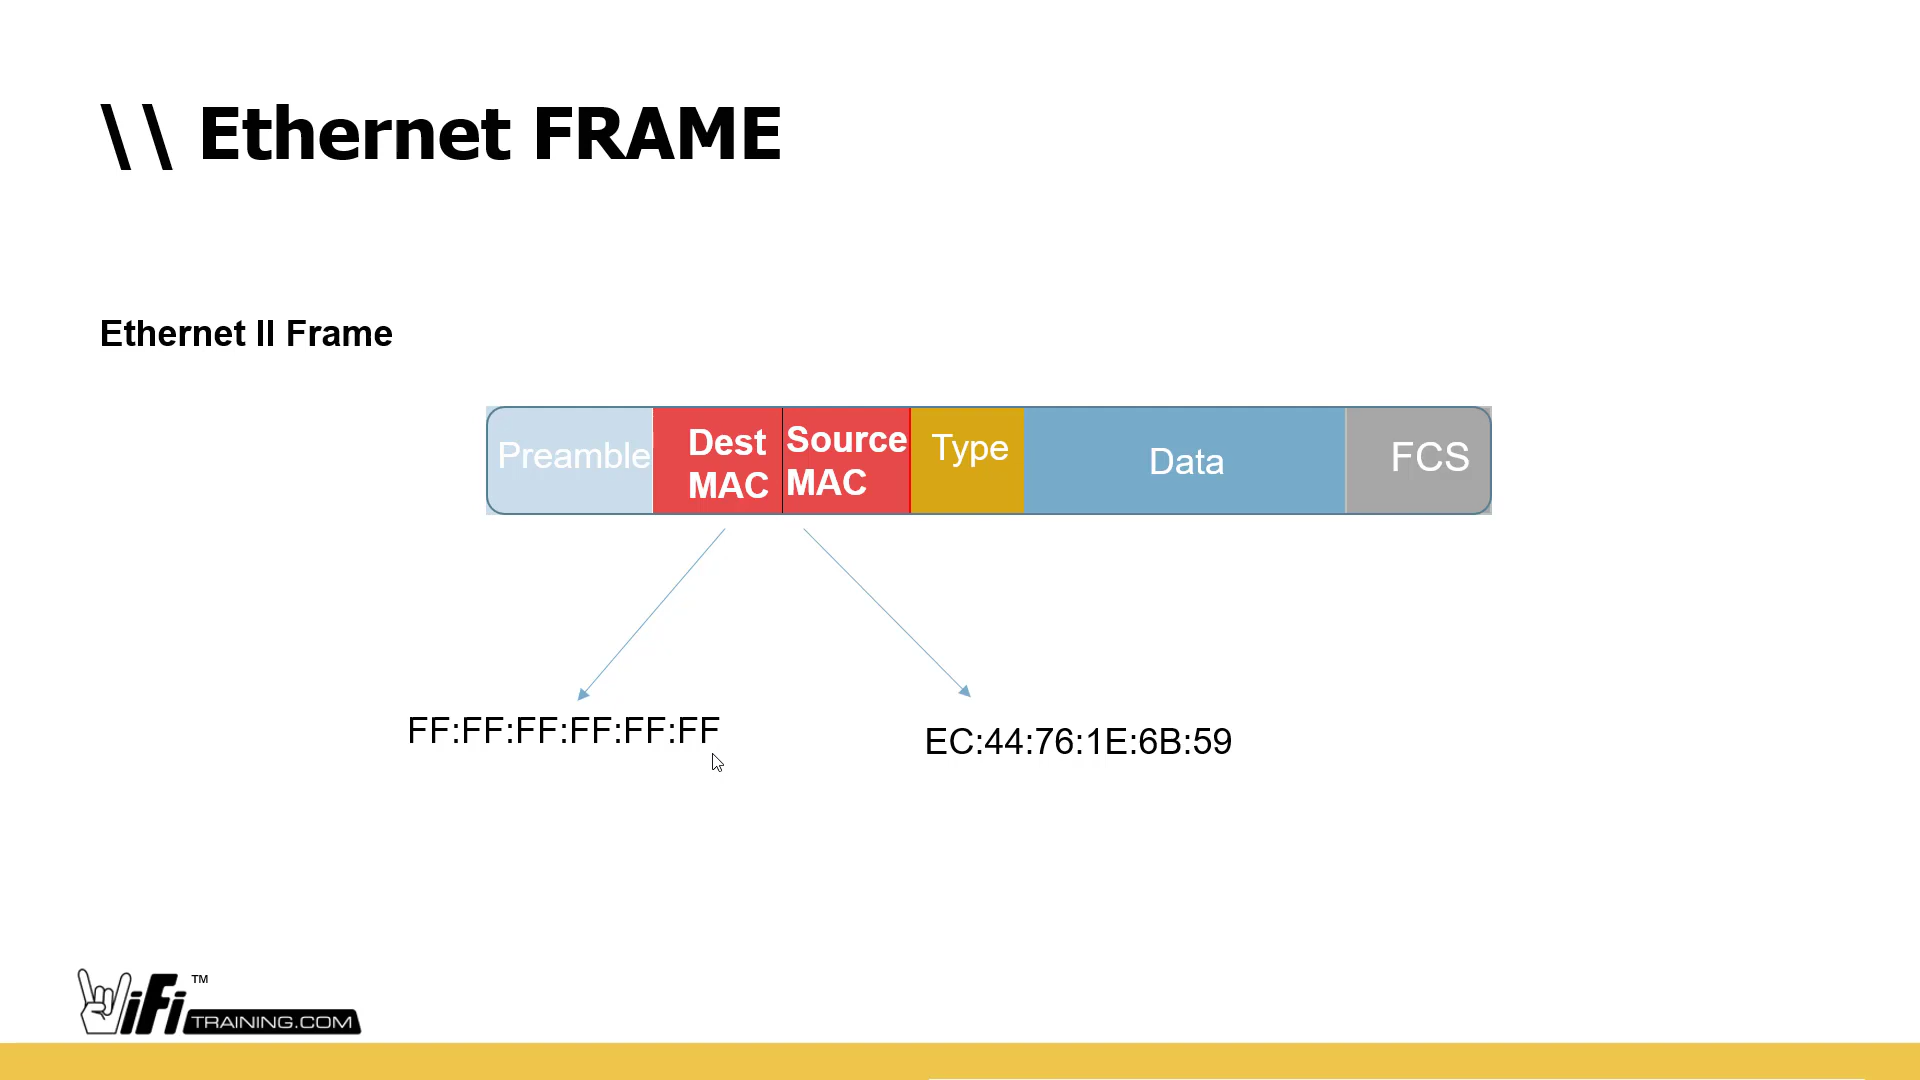 \\ Ethernet FRAME
Ethernet II Frame
Preamble
Dest
MAC
Source
MAC
Type
Data
FCS
FF:FF:FF:FF:FF:FF
EC:44:76:1E:6B:59
WiFi TM
TRAINING.COM